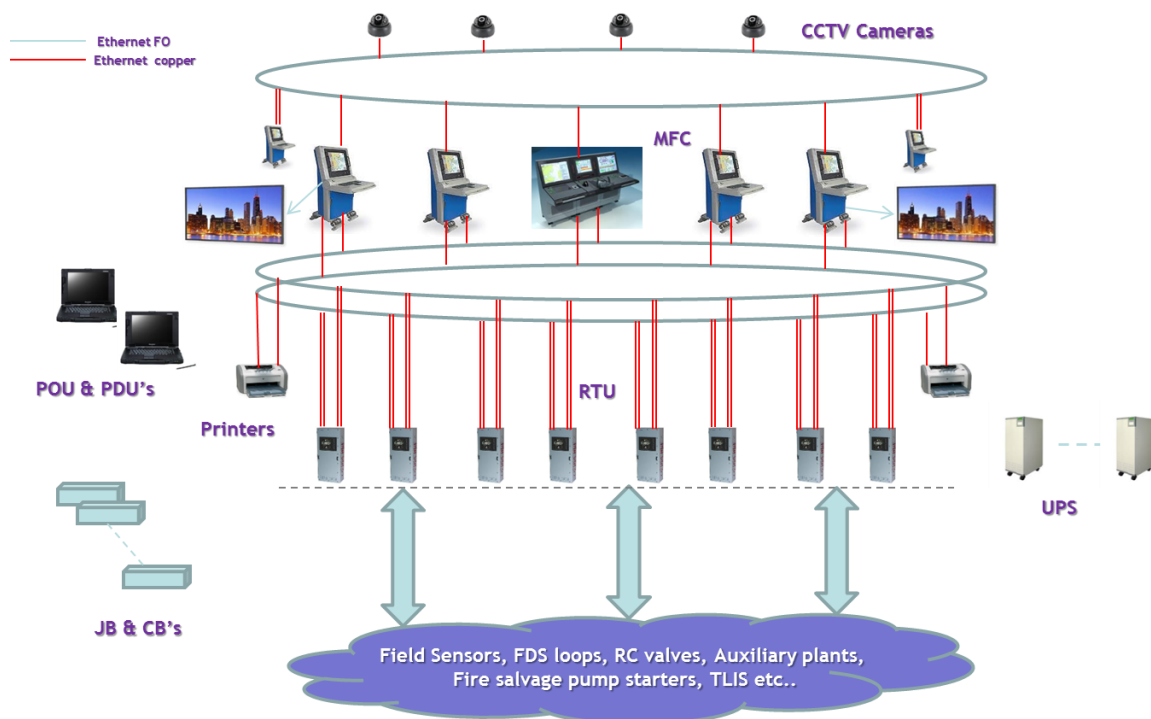 CCTV Cameras
Ethernet FO
Ethernet copper
MFC
POU & PDU's
RTU
Printers
UPS
JB & CB's
Field Sensors, FDS loops, RC valves, Auxiliary plants,
Fire salvage pump starters, TLIS etc..